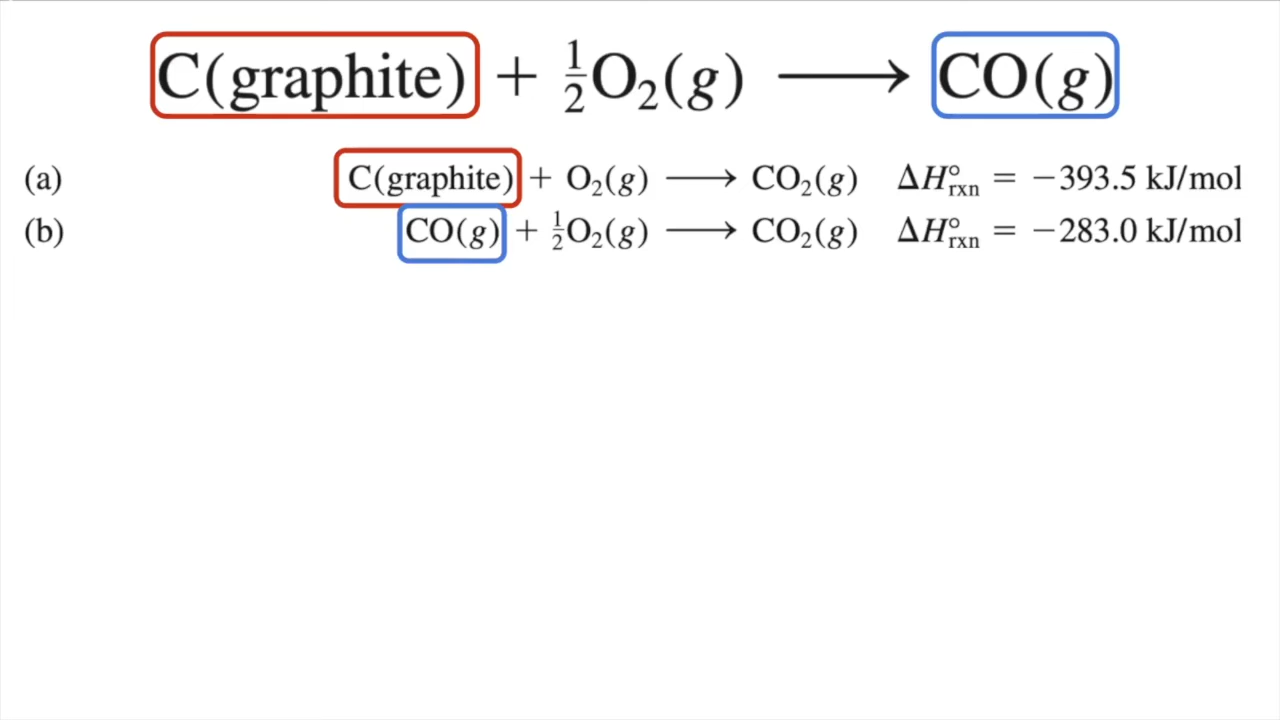 C(graphite) + ½O₂(g) ⟶ CO(g)
(a) C(graphite) + O₂(g) ⟶ CO₂(g) ΔH°rxn = −393.5 kJ/mol
(b) CO(g) + ½O₂(g) ⟶ CO₂(g) ΔH°rxn = −283.0 kJ/mol